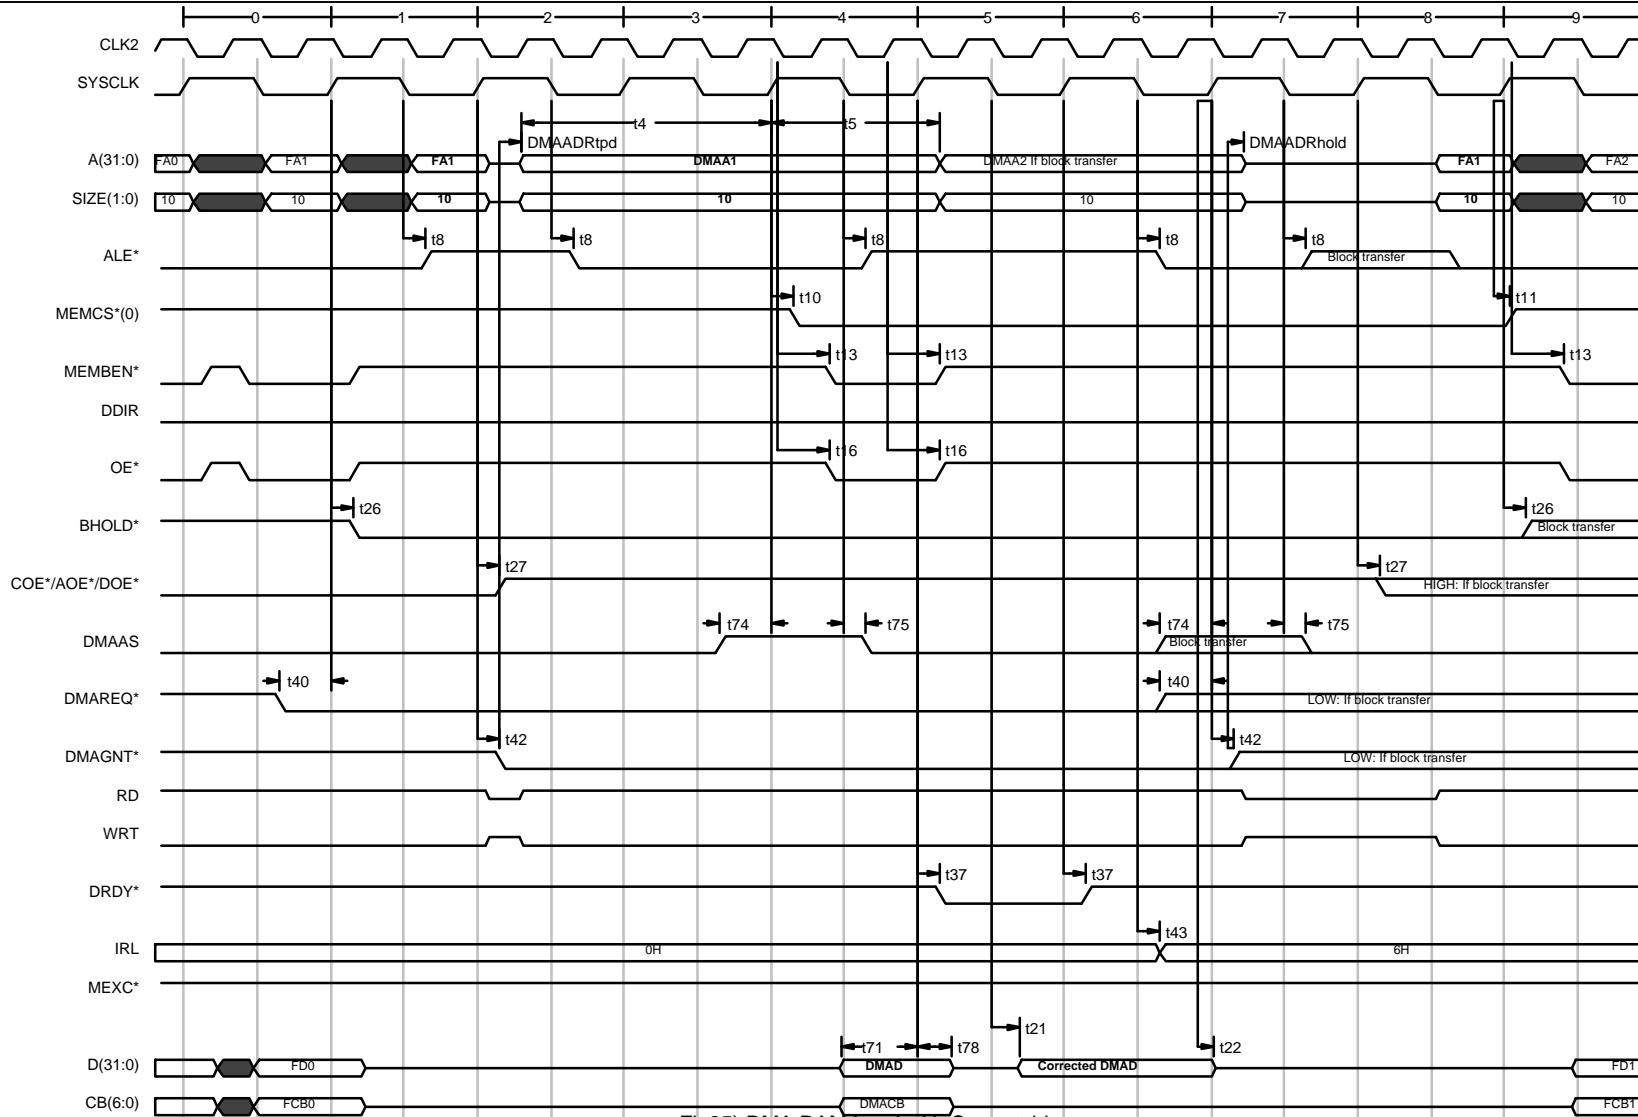 0 1 2 3 4 5 6 7 8 9
CLK2
SYSCLK
t4 t5
DMAADRtpd DMAADRhold
A(31:0) FA0 FA1 FA1 DMAA1 DMAA2 If block transfer FA1 FA2
SIZE(1:0) 10 10 10 10 10 10 10
t8 t8 t8 t8 t8
ALE* Block transfer
t10 t11
MEMCS*(0)
t13 t13 t13
MEMBEN*
DDIR
t16 t16
OE*
t26 t26
BHOLD* Block transfer
t27 t27
COE*/AOE*/DOE* HIGH: If block transfer
t74 t75 t74 t75
DMAAS Block transfer
t40 t40
DMAREQ* LOW: If block transfer
t42 t42
DMAGNT* LOW: If block transfer
RD
WRT
t37 t37
DRDY*
t43
IRL 0H 6H
MEXC*
t21
t71 t78 t22
D(31:0) FD0 DMAD Corrected DMAD FD1
CB(6:0) FCB0 DMACB FCB1